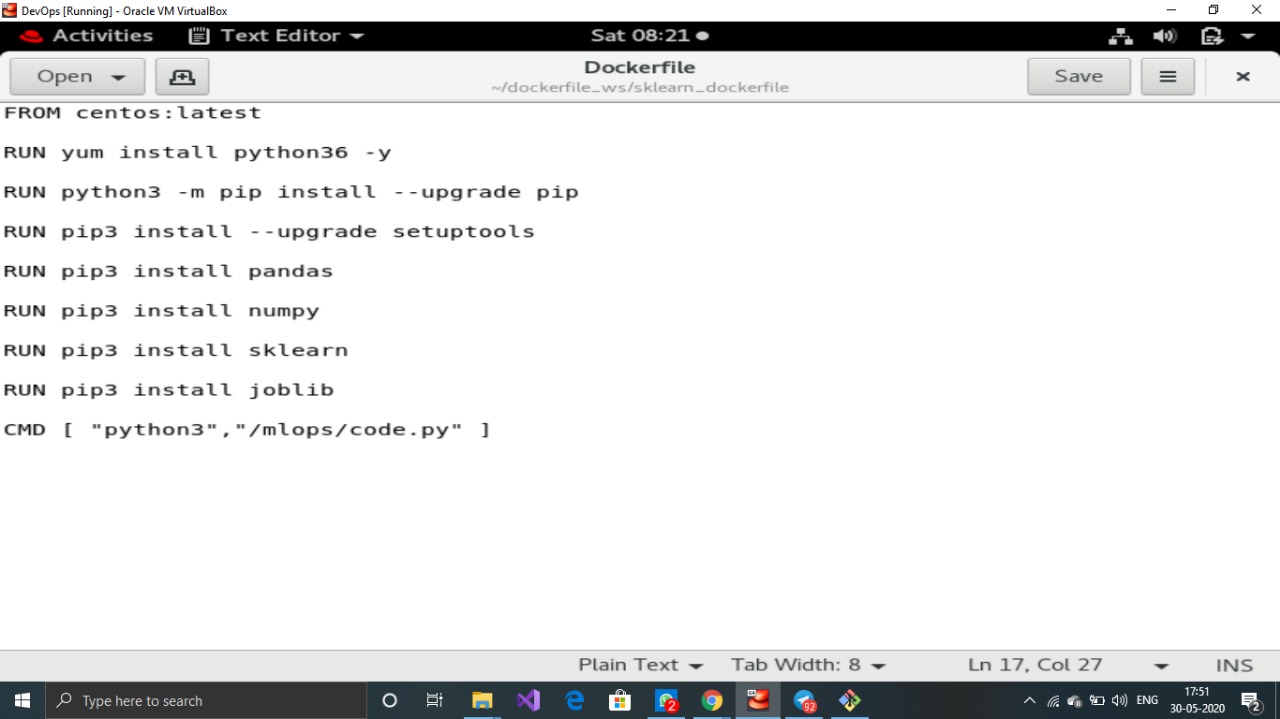 DevOps [Running] - Oracle VM VirtualBox
Activities Text Editor Sat 08:21
Open Dockerfile Save
~/dockerfile_ws/sklearn_dockerfile
FROM centos:latest
RUN yum install python36 -y
RUN python3 -m pip install --upgrade pip
RUN pip3 install --upgrade setuptools
RUN pip3 install pandas
RUN pip3 install numpy
RUN pip3 install sklearn
RUN pip3 install joblib
CMD [ "python3","/mlops/code.py" ]
Plain Text Tab Width: 8 Ln 17, Col 27 INS
Type here to search 2 92 ENG 17:51 2
30-05-2020